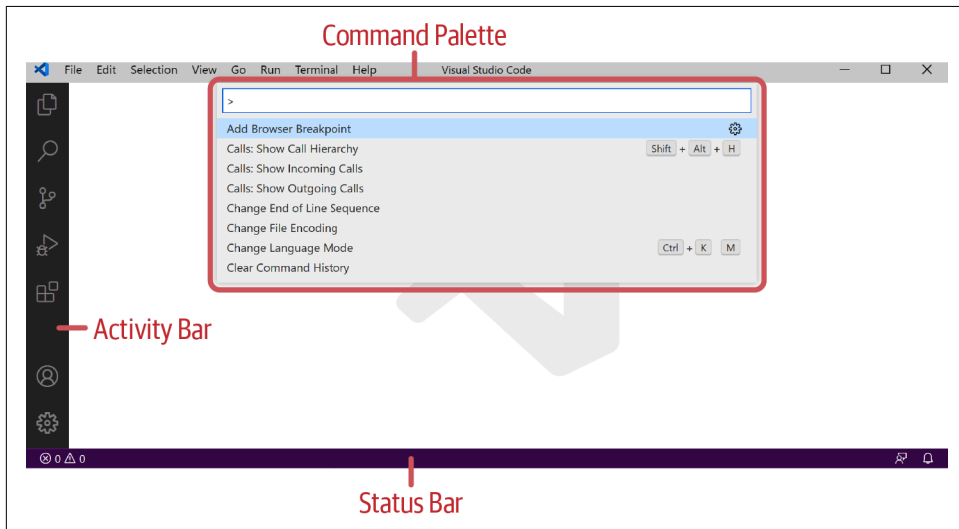 Command Palette
File Edit Selection View Go Run Terminal Help Visual Studio Code
>
Add Browser Breakpoint
Calls: Show Call Hierarchy Shift + Alt + H
Calls: Show Incoming Calls
Calls: Show Outgoing Calls
Change End of Line Sequence
Change File Encoding
Change Language Mode Ctrl + K M
Clear Command History
Activity Bar
0 0
Status Bar